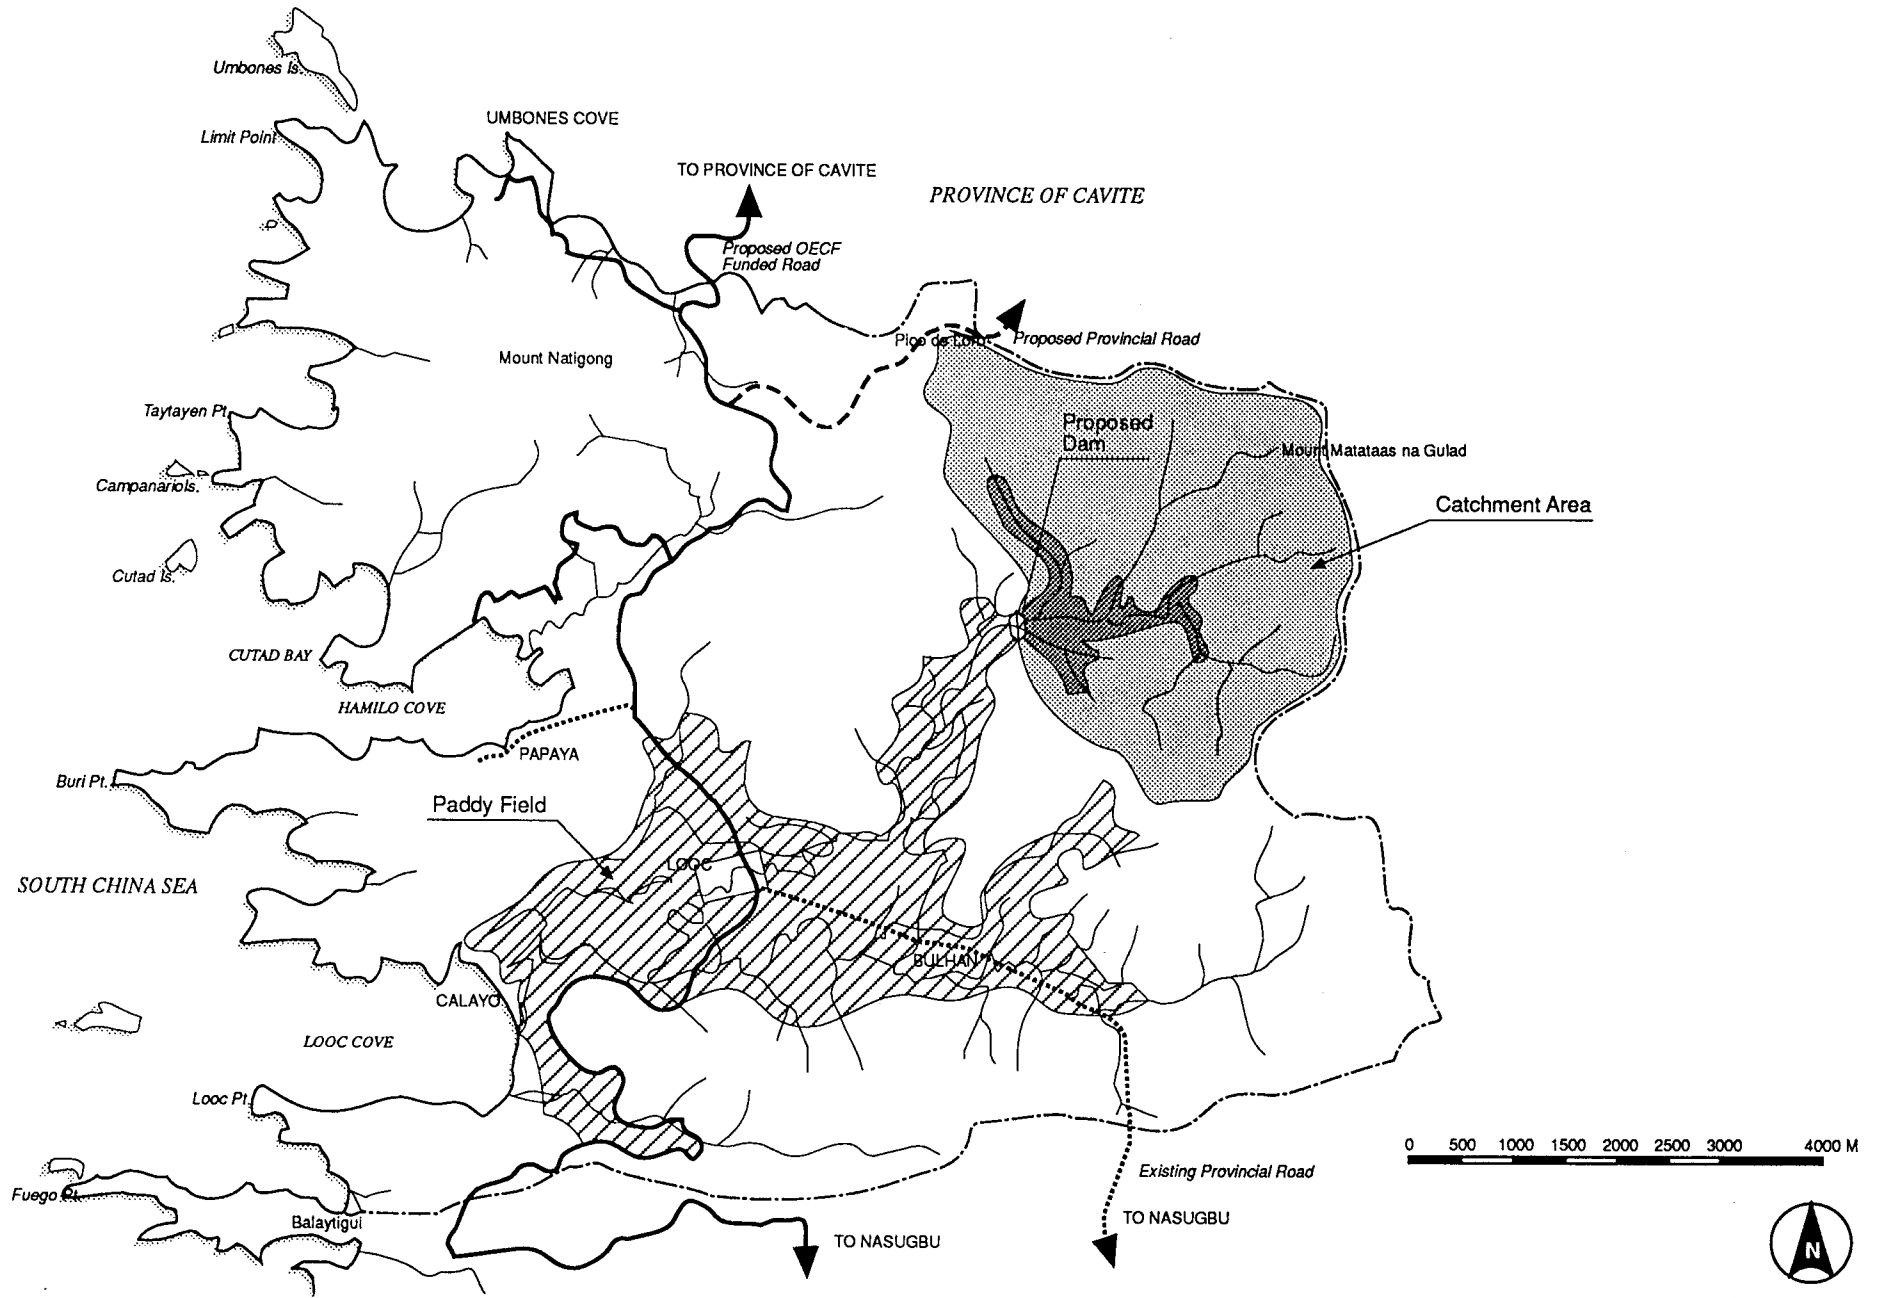 Umbones Is.
UMBONES COVE
Limit Point
TO PROVINCE OF CAVITE
PROVINCE OF CAVITE
Proposed OECF
Funded Road
Pico de Loro
Proposed Provincial Road
Mount Natigong
Taytayen Pt.
Proposed
Dam
Mount Matataas na Gulad
Campanario Is.
Catchment Area
Cutad Is.
CUTAD BAY
HAMILO COVE
PAPAYA
Buri Pt.
Paddy Field
LOOC
SOUTH CHINA SEA
BULHAN
CALAYO
LOOC COVE
Looc Pt.
0 500 1000 1500 2000 2500 3000 4000 M
Existing Provincial Road
Fuego Pt.
Balaytigui
TO NASUGBU
TO NASUGBU
N